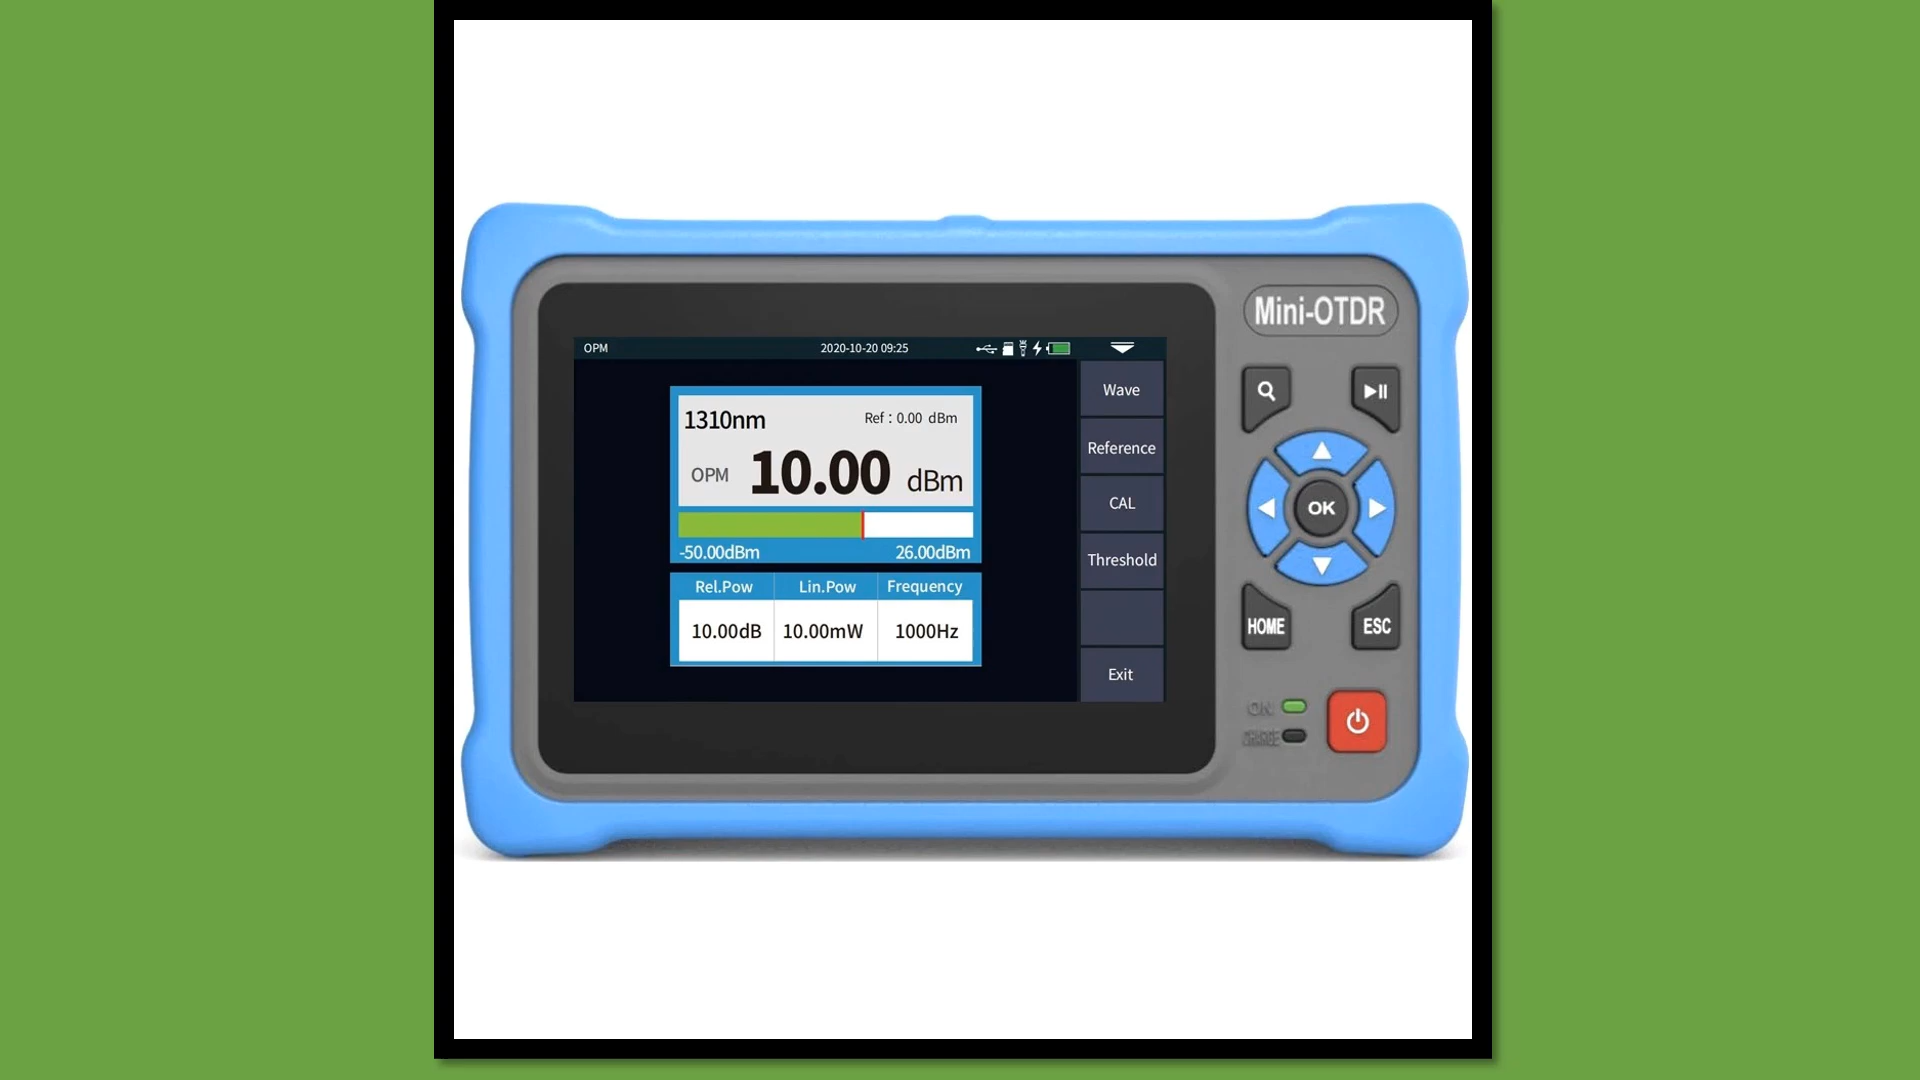 Mini-OTDR
OPM 2020-10-20 09:25
1310nm Ref : 0.00 dBm
OPM 10.00 dBm
-50.00dBm 26.00dBm
Rel.Pow Lin.Pow Frequency
10.00dB 10.00mW 1000Hz
Wave
Reference
CAL
Threshold
Exit
OK
HOME ESC
ON
CHARGE